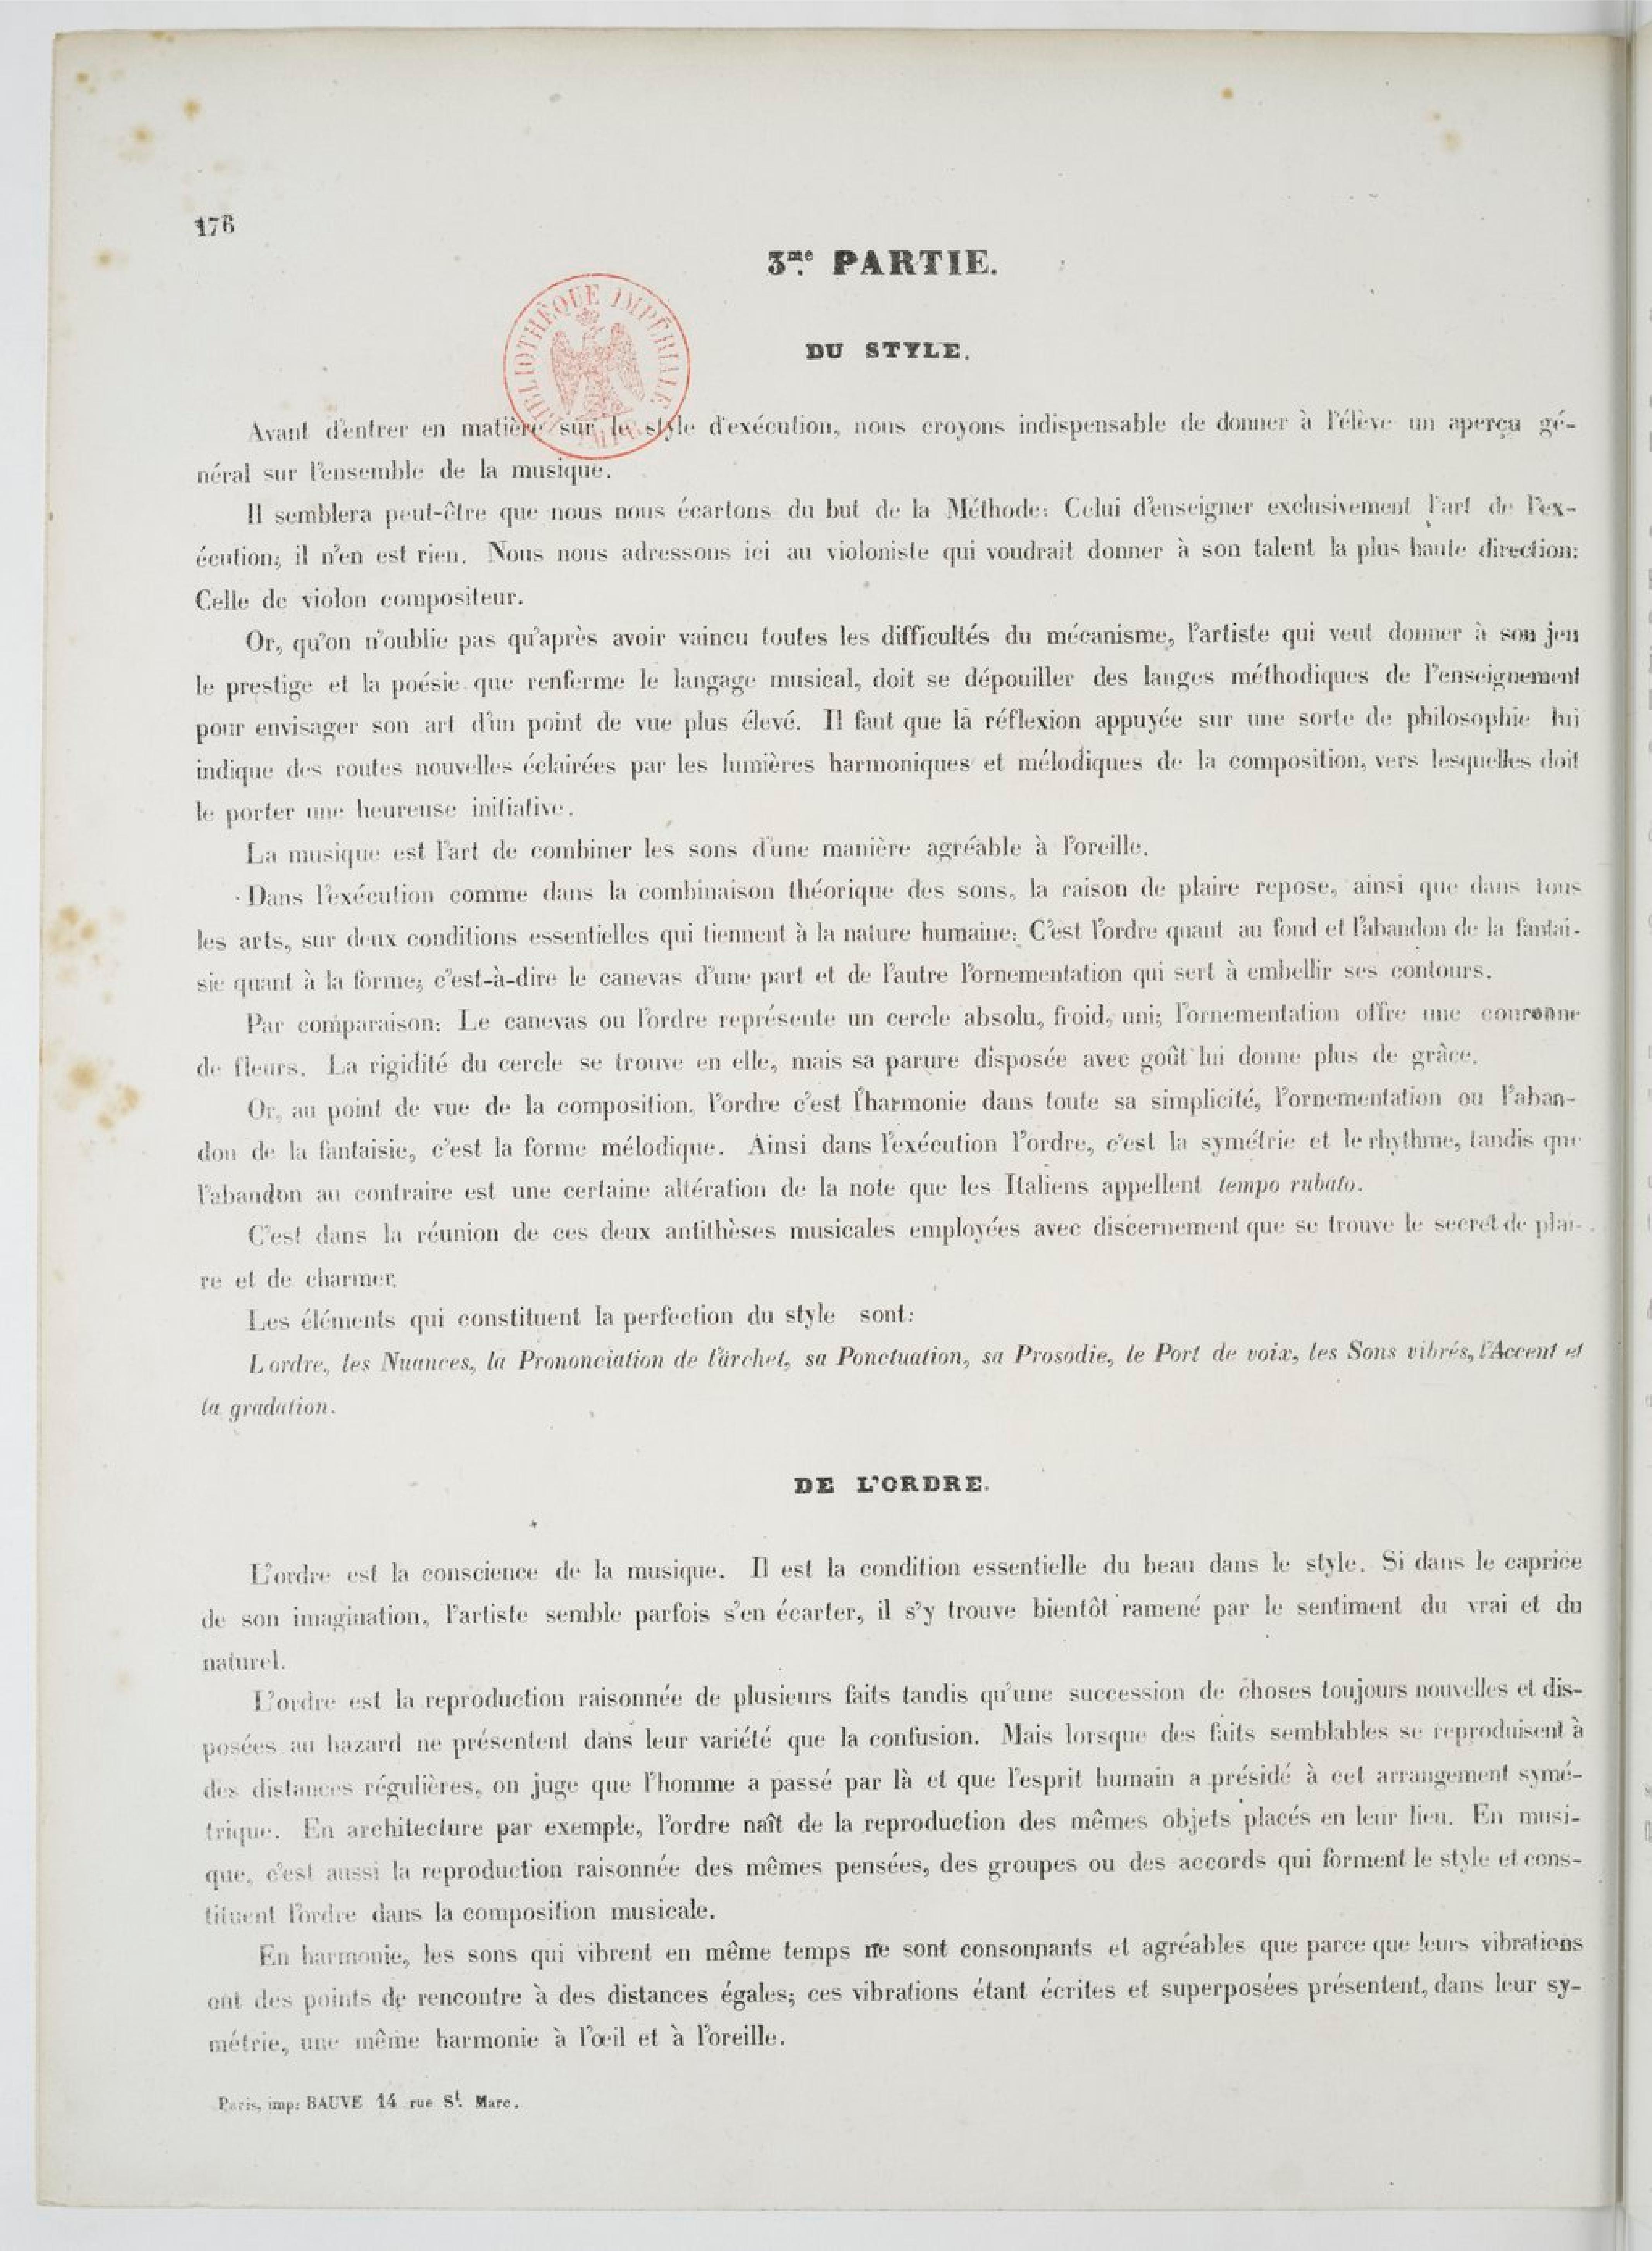 176
3me. PARTIE.
BIBLIOTHÈQUE IMPÉRIALE
DU STYLE.
Avant d'entrer en matière sur le style d'exécution, nous croyons indispensable de donner à l'élève un aperçu gé-
néral sur l'ensemble de la musique.
Il semblera peut-être que nous nous écartons du but de la Méthode: Celui d'enseigner exclusivement l'art de l'ex-
écution; il n'en est rien. Nous nous adressons ici au violoniste qui voudrait donner à son talent la plus haute direction:
Celle de violon compositeur.
Or, qu'on n'oublie pas qu'après avoir vaincu toutes les difficultés du mécanisme, l'artiste qui veut donner à son jeu
le prestige et la poésie que renferme le langage musical, doit se dépouiller des langes méthodiques de l'enseignement
pour envisager son art d'un point de vue plus élevé. Il faut que la réflexion appuyée sur une sorte de philosophie lui
indique des routes nouvelles éclairées par les lumières harmoniques et mélodiques de la composition, vers lesquelles doit
le porter une heureuse initiative.
La musique est l'art de combiner les sons d'une manière agréable à l'oreille.
Dans l'exécution comme dans la combinaison théorique des sons, la raison de plaire repose, ainsi que dans tous
les arts, sur deux conditions essentielles qui tiennent à la nature humaine: C'est l'ordre quant au fond et l'abandon de la fantai-
sie quant à la forme; c'est-à-dire le canevas d'une part et de l'autre l'ornementation qui sert à embellir ses contours.
Par comparaison: Le canevas ou l'ordre représente un cercle absolu, froid, uni; l'ornementation offre une couronne
de fleurs. La rigidité du cercle se trouve en elle, mais sa parure disposée avec goût lui donne plus de grâce.
Or, au point de vue de la composition, l'ordre c'est l'harmonie dans toute sa simplicité, l'ornementation ou l'aban-
don de la fantaisie, c'est la forme mélodique. Ainsi dans l'exécution l'ordre, c'est la symétrie et le rhythme, tandis que
l'abandon au contraire est une certaine altération de la note que les Italiens appellent tempo rubato.
C'est dans la réunion de ces deux antithèses musicales employées avec discernement que se trouve le secret de plai-
re et de charmer.
Les éléments qui constituent la perfection du style sont:
L'ordre, les Nuances, la Prononciation de l'archet, sa Ponctuation, sa Prosodie, le Port de voix, les Sons vibrés, l'Accent et
la gradation.
DE L'ORDRE.
L'ordre est la conscience de la musique. Il est la condition essentielle du beau dans le style. Si dans le caprice
de son imagination, l'artiste semble parfois s'en écarter, il s'y trouve bientôt ramené par le sentiment du vrai et du
naturel.
L'ordre est la reproduction raisonnée de plusieurs faits tandis qu'une succession de choses toujours nouvelles et dis-
posées au hazard ne présentent dans leur variété que la confusion. Mais lorsque des faits semblables se reproduisent à
des distances régulières, on juge que l'homme a passé par là et que l'esprit humain a présidé à cet arrangement symé-
trique. En architecture par exemple, l'ordre naît de la reproduction des mêmes objets placés en leur lieu. En musi-
que, c'est aussi la reproduction raisonnée des mêmes pensées, des groupes ou des accords qui forment le style et cons-
tituent l'ordre dans la composition musicale.
En harmonie, les sons qui vibrent en même temps ne sont consonnants et agréables que parce que leurs vibrations
ont des points de rencontre à des distances égales; ces vibrations étant écrites et superposées présentent, dans leur sy-
métrie, une même harmonie à l'œil et à l'oreille.
Paris, imp: BAUVE 14 rue St. Marc.